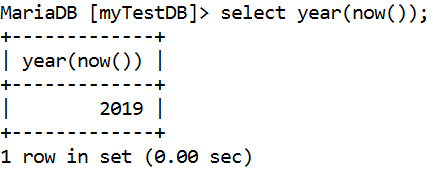 MariaDB [myTestDB]> select year(now());
+-------------+
| year(now()) |
+-------------+
|        2019 |
+-------------+
1 row in set (0.00 sec)